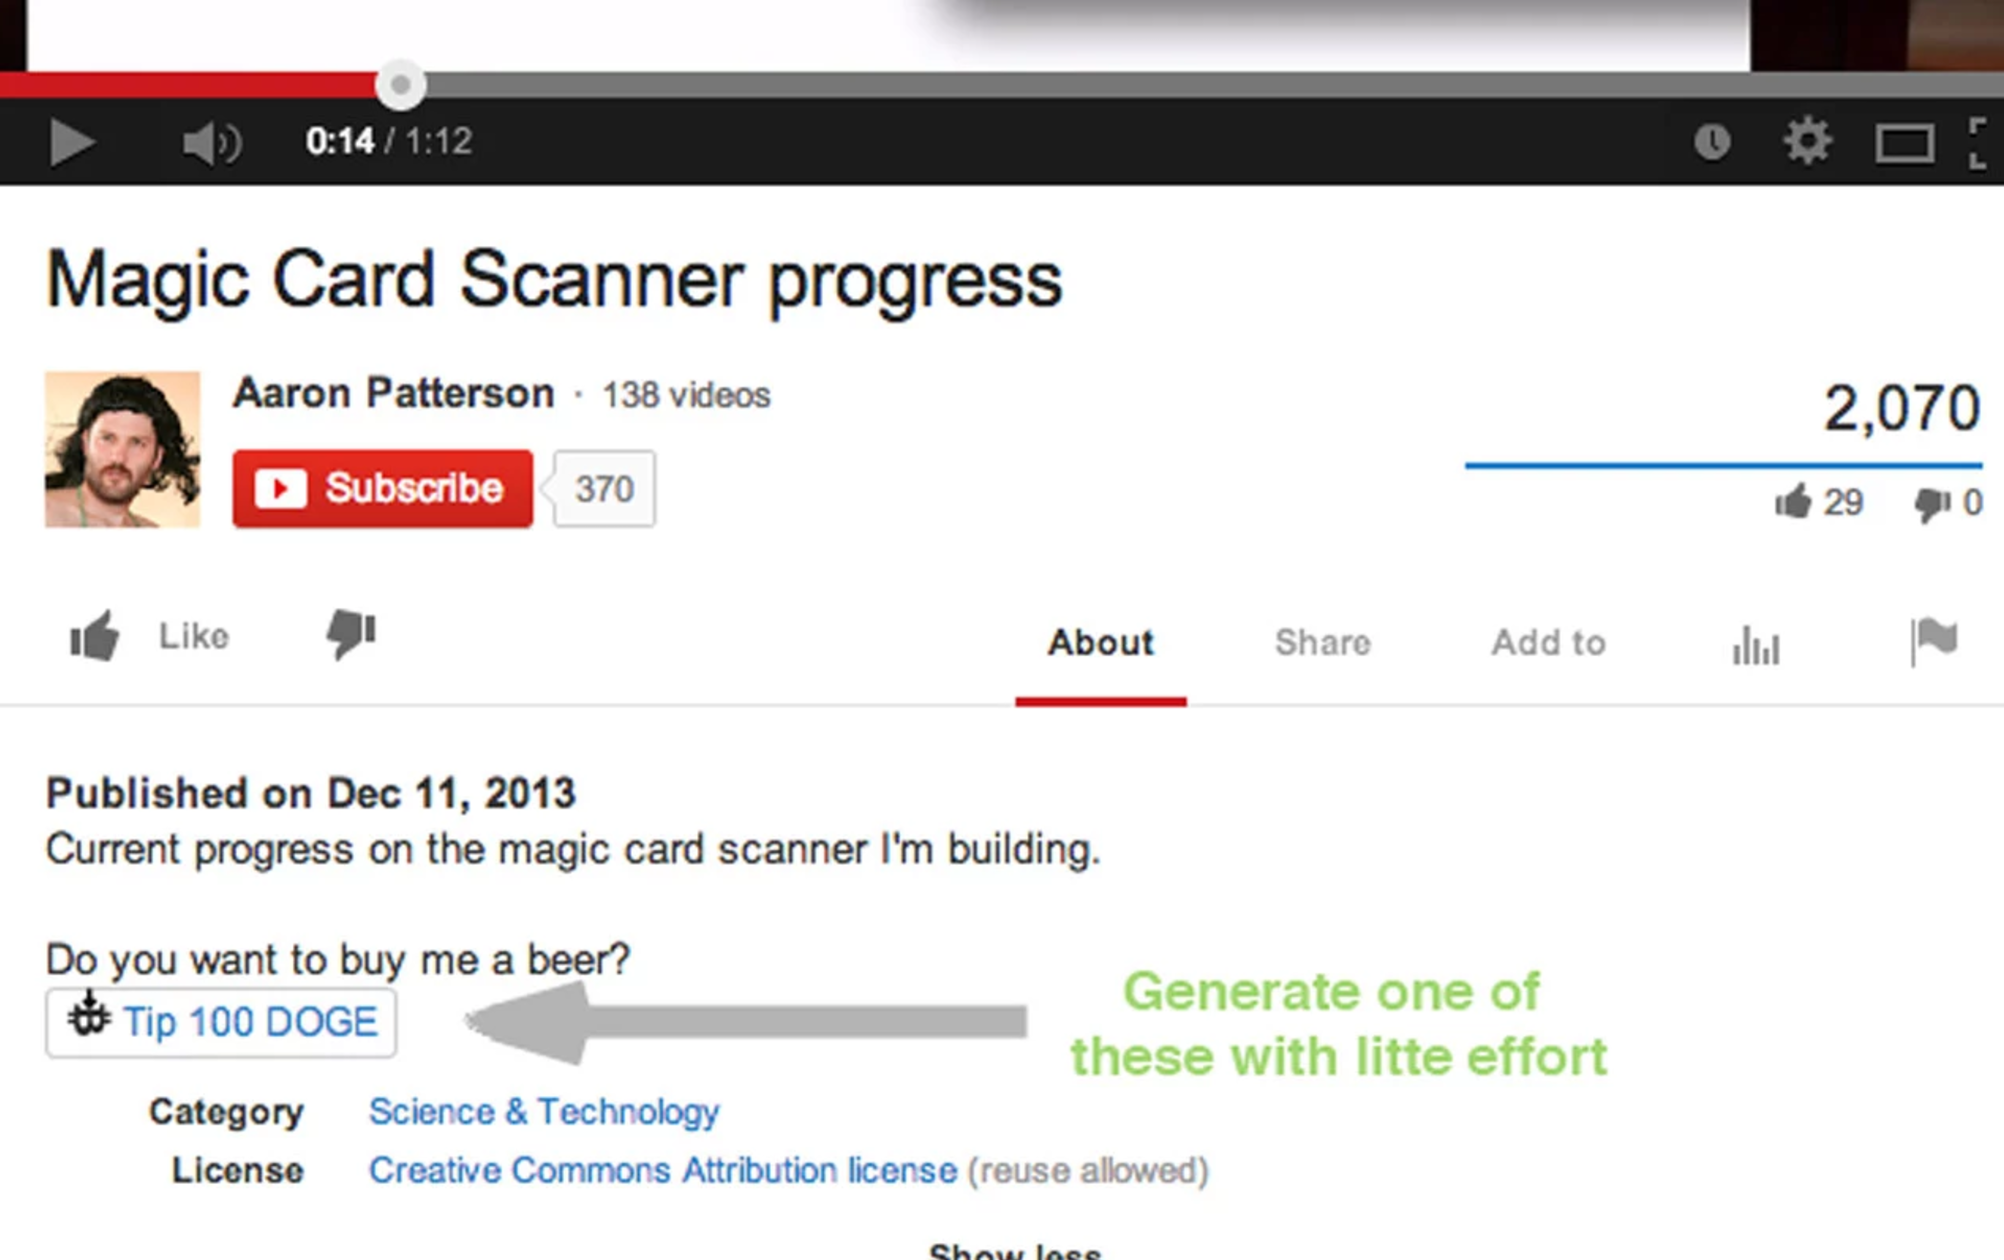 0:14 / 1:12
Magic Card Scanner progress
Aaron Patterson · 138 videos
2,070
Subscribe 370
29 0
Like
About Share Add to
Published on Dec 11, 2013
Current progress on the magic card scanner I'm building.
Do you want to buy me a beer?
Tip 100 DOGE
Generate one of
these with litte effort
Category Science & Technology
License Creative Commons Attribution license (reuse allowed)
Show less